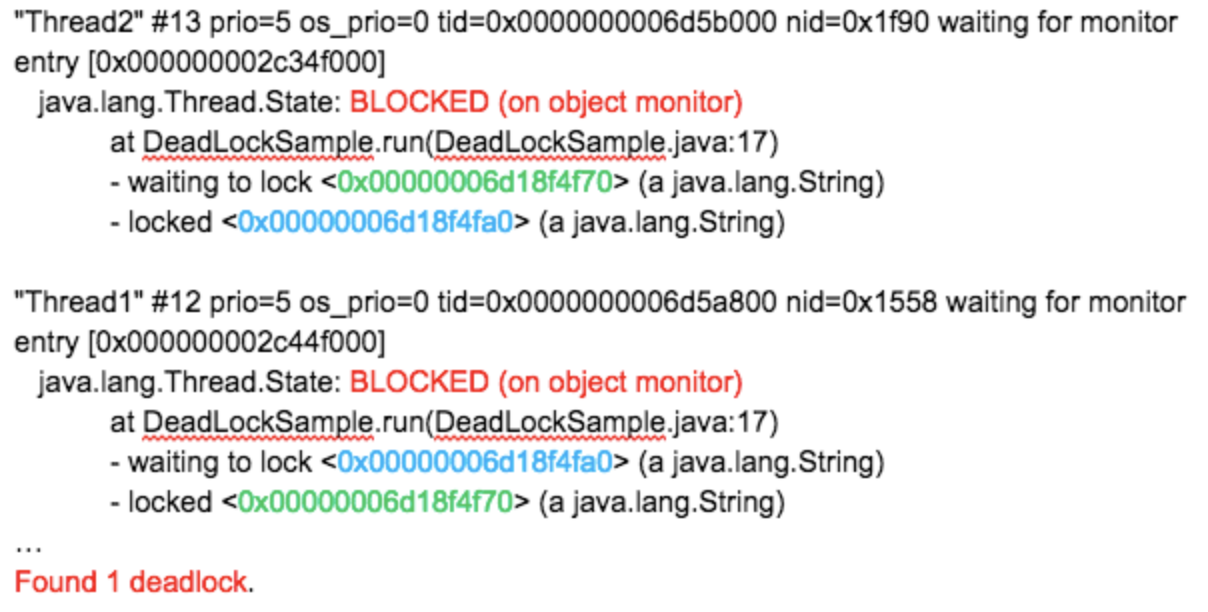 "Thread2" #13 prio=5 os_prio=0 tid=0x0000000006d5b000 nid=0x1f90 waiting for monitor
entry [0x000000002c34f000]
java.lang.Thread.State: BLOCKED (on object monitor)
at DeadLockSample.run(DeadLockSample.java:17)
- waiting to lock <0x00000006d18f4f70> (a java.lang.String)
- locked <0x00000006d18f4fa0> (a java.lang.String)
"Thread1" #12 prio=5 os_prio=0 tid=0x0000000006d5a800 nid=0x1558 waiting for monitor
entry [0x000000002c44f000]
java.lang.Thread.State: BLOCKED (on object monitor)
at DeadLockSample.run(DeadLockSample.java:17)
- waiting to lock <0x00000006d18f4fa0> (a java.lang.String)
- locked <0x00000006d18f4f70> (a java.lang.String)
...
Found 1 deadlock.